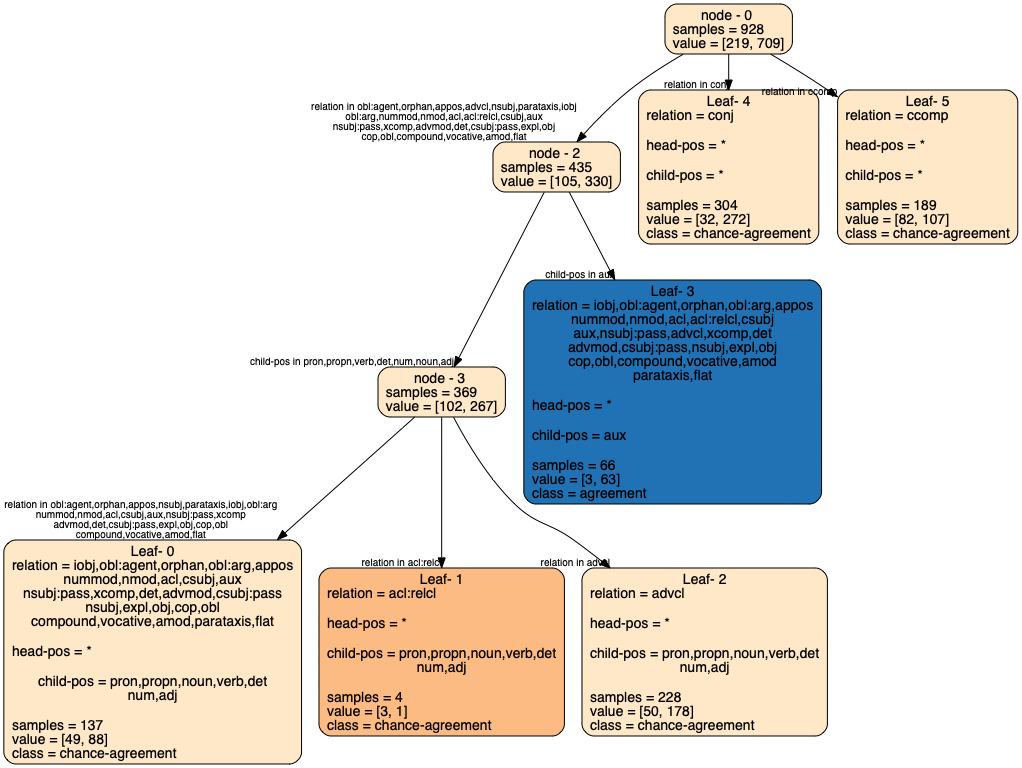 node - 0
samples = 928
value = [219, 709]
relation in conj
relation in ccomp
relation in obl:agent,orphan,appos,advcl,nsubj,parataxis,iobj
obl:arg,nummod,nmod,acl,acl:relcl,csubj,aux
nsubj:pass,xcomp,advmod,det,csubj:pass,expl,obj
cop,obl,compound,vocative,amod,flat
Leaf- 4
relation = conj
head-pos = *
child-pos = *
samples = 304
value = [32, 272]
class = chance-agreement
Leaf- 5
relation = ccomp
head-pos = *
child-pos = *
samples = 189
value = [82, 107]
class = chance-agreement
node - 2
samples = 435
value = [105, 330]
child-pos in aux
Leaf- 3
relation = iobj,obl:agent,orphan,obl:arg,appos
nummod,nmod,acl,acl:relcl,csubj
aux,nsubj:pass,advcl,xcomp,det
advmod,csubj:pass,nsubj,expl,obj
cop,obl,compound,vocative,amod
parataxis,flat
head-pos = *
child-pos = aux
samples = 66
value = [3, 63]
class = agreement
child-pos in pron,propn,verb,det,num,noun,adj
node - 3
samples = 369
value = [102, 267]
relation in obl:agent,orphan,appos,nsubj,parataxis,iobj,obl:arg
nummod,nmod,acl,csubj,aux,nsubj:pass,xcomp
advmod,det,csubj:pass,expl,obj,cop,obl
compound,vocative,amod,flat
relation in acl:relcl
relation in advcl
Leaf- 0
relation = iobj,obl:agent,orphan,obl:arg,appos
nummod,nmod,acl,csubj,aux
nsubj:pass,xcomp,det,advmod,csubj:pass
nsubj,expl,obj,cop,obl
compound,vocative,amod,parataxis,flat
head-pos = *
child-pos = pron,propn,noun,verb,det
num,adj
samples = 137
value = [49, 88]
class = chance-agreement
Leaf- 1
relation = acl:relcl
head-pos = *
child-pos = pron,propn,noun,verb,det
num,adj
samples = 4
value = [3, 1]
class = chance-agreement
Leaf- 2
relation = advcl
head-pos = *
child-pos = pron,propn,noun,verb,det
num,adj
samples = 228
value = [50, 178]
class = chance-agreement